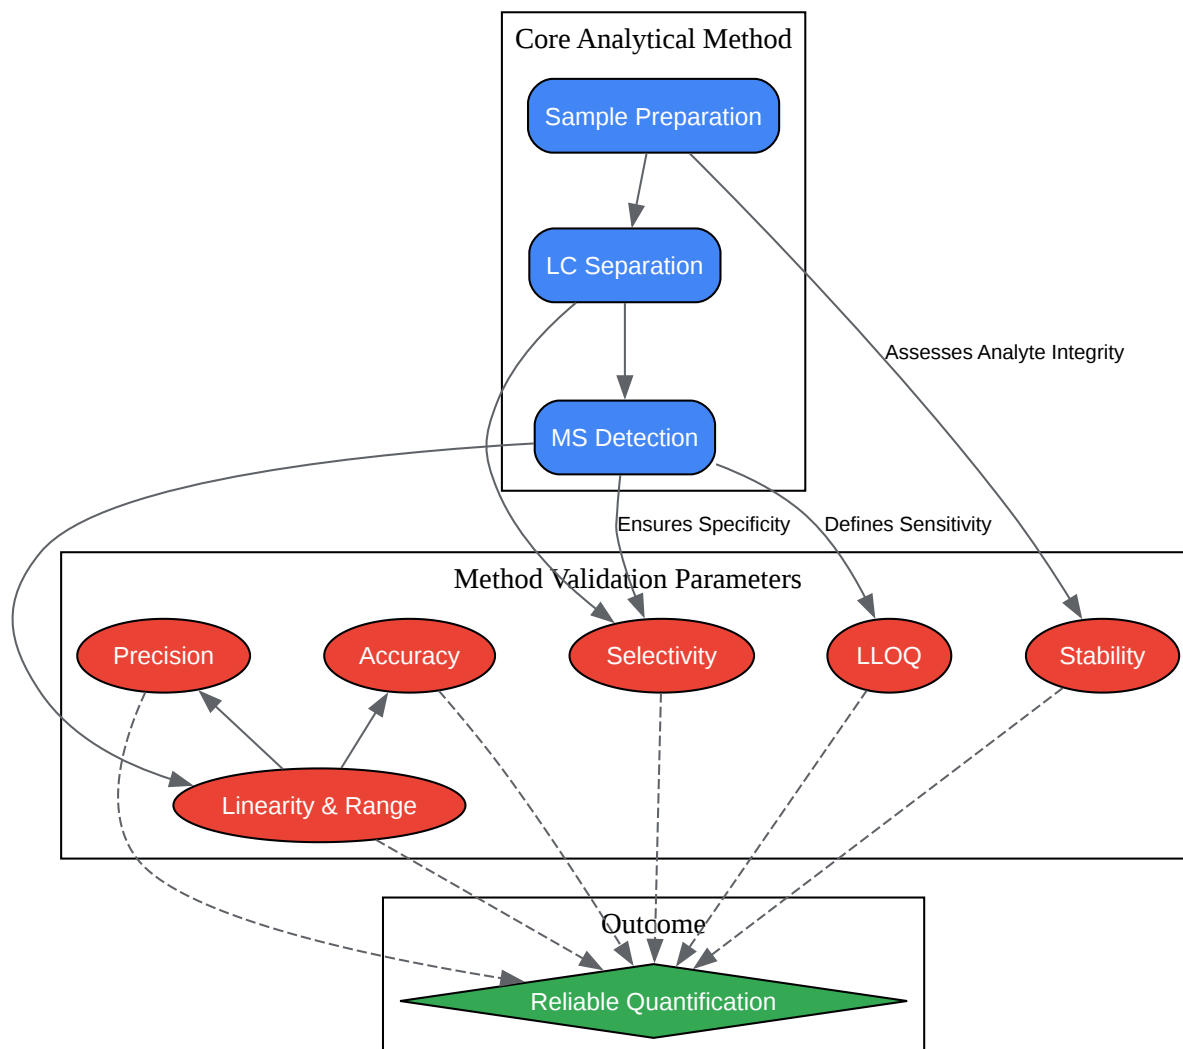 Core Analytical Method
Sample Preparation
LC Separation
Assesses Analyte Integrity
MS Detection
Ensures Specificity
Defines Sensitivity
Method Validation Parameters
Precision
Accuracy
Selectivity
LLOQ
Stability
Linearity & Range
Outcome
Reliable Quantification